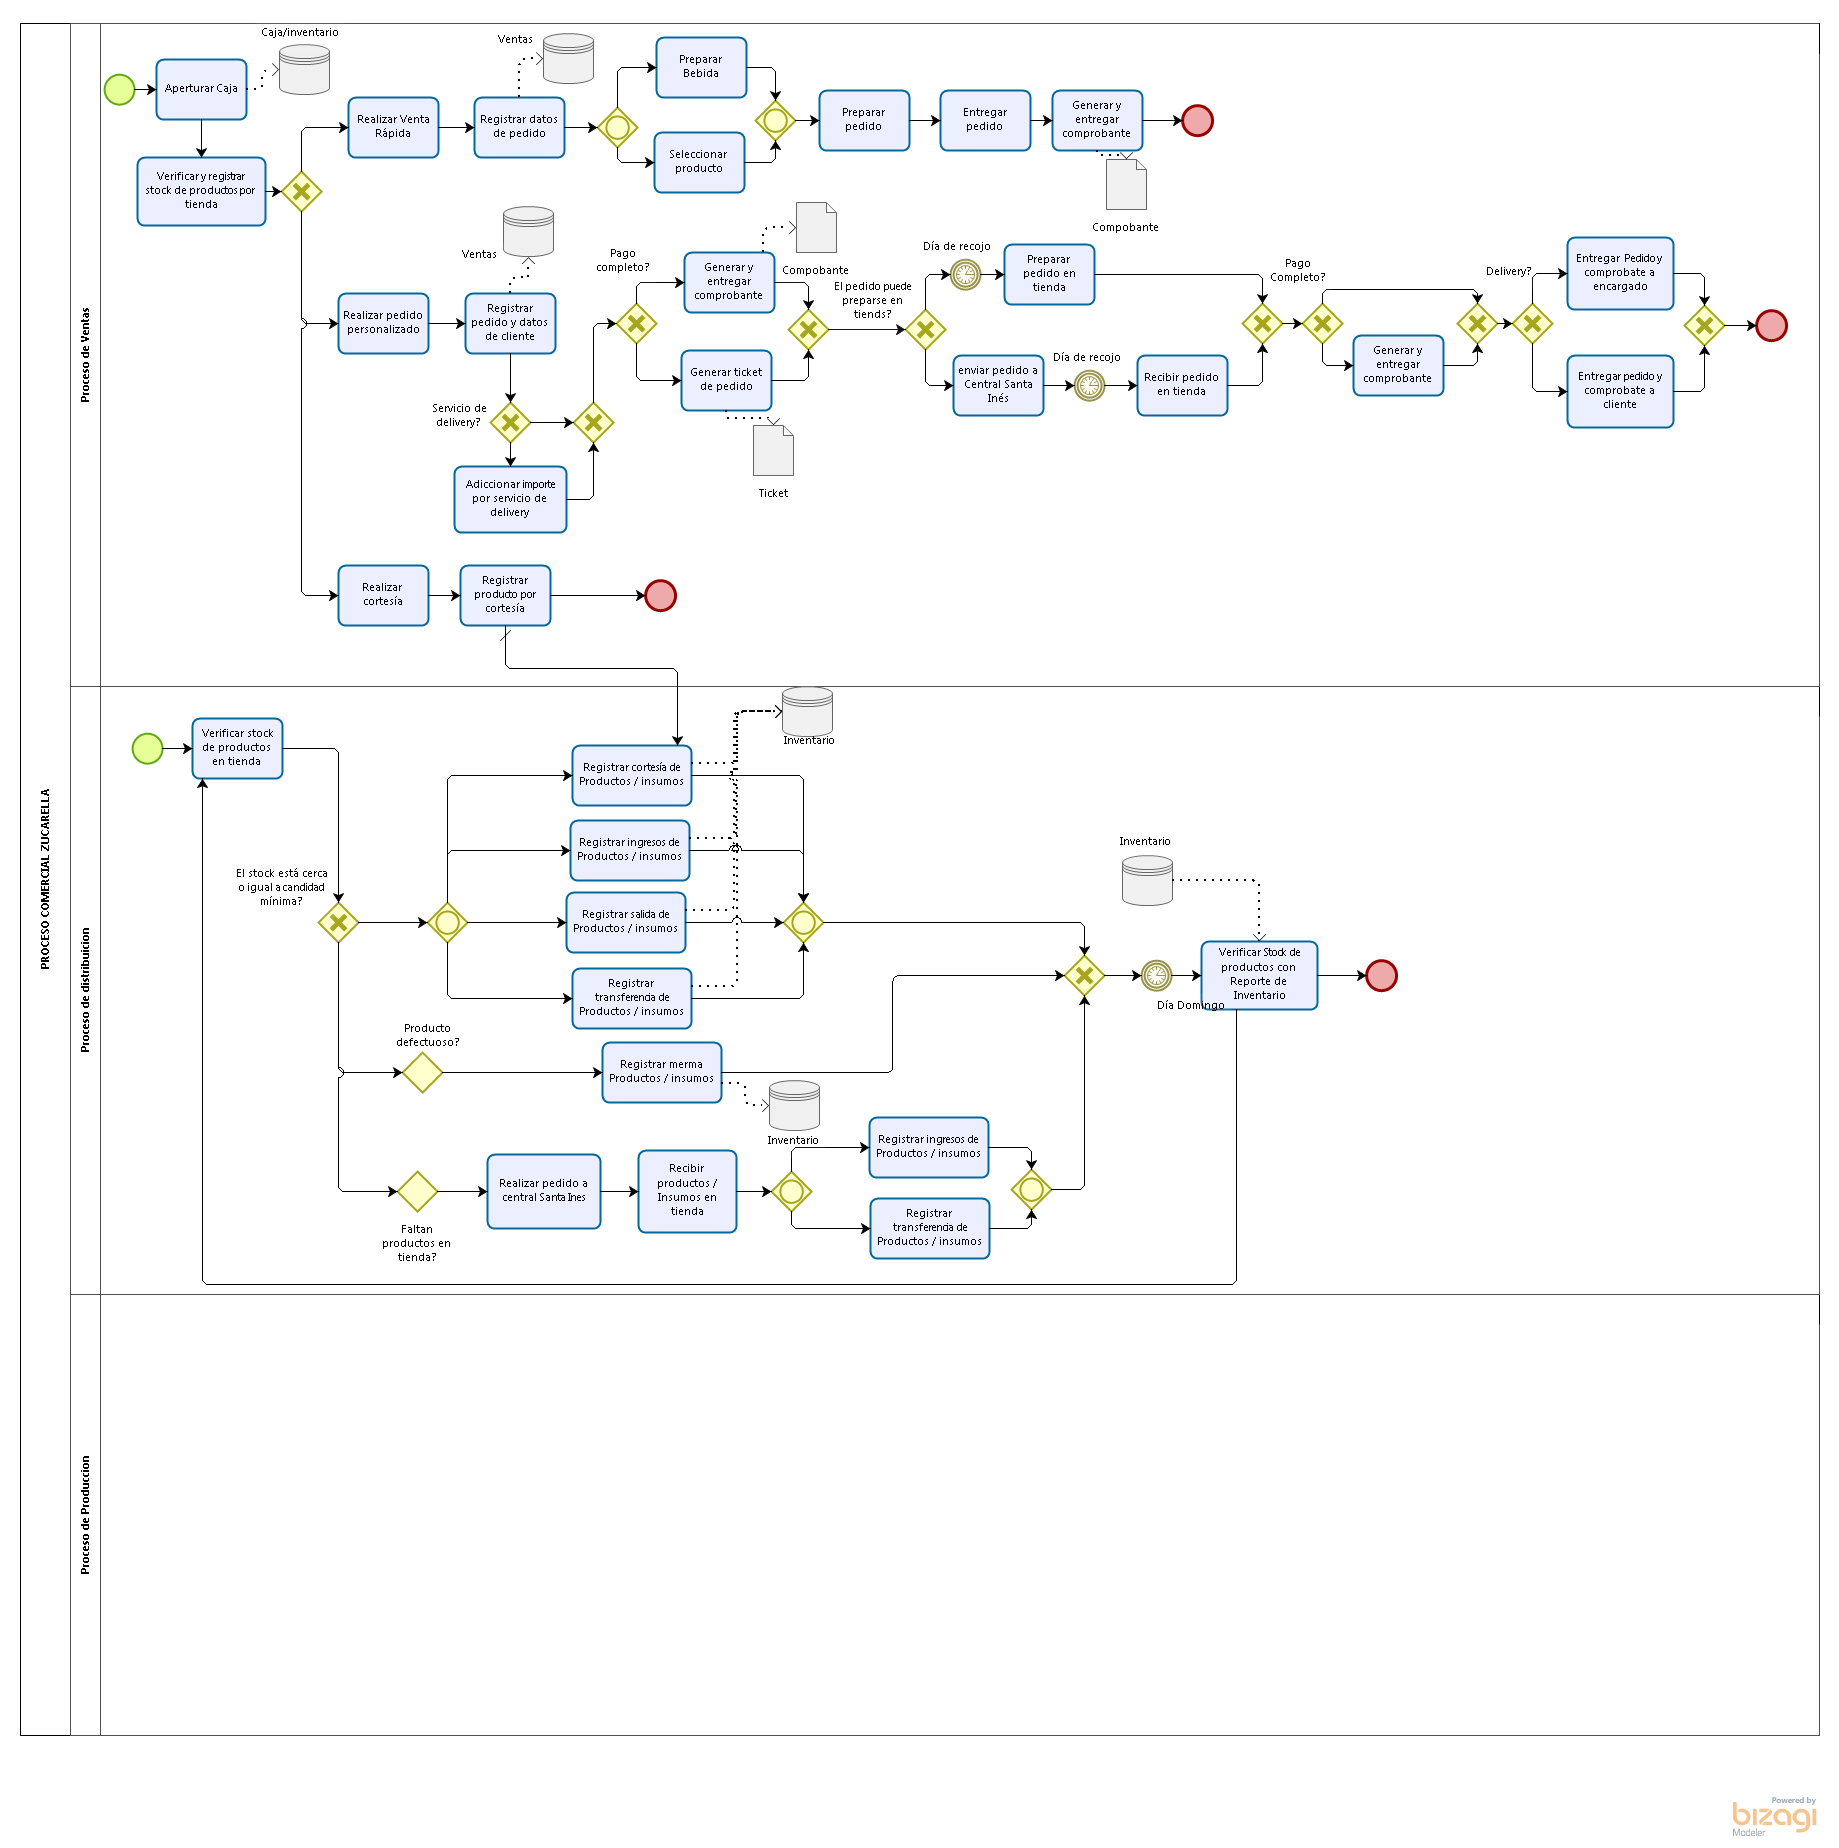 PROCESO COMERCIAL ZUCARELLA
Proceso de Ventas
Caja/inventario
Aperturar Caja
Verificar y registrar
stock de productos por
tienda
Realizar Venta
Rápida
Ventas
Registrar datos
de pedido
Preparar
Bebida
Seleccionar
producto
Preparar
pedido
Entregar
pedido
Generar y
entregar
comprobante
Compobante
Realizar pedido
personalizado
Ventas
Registrar
pedido y datos
de cliente
Servicio de
delivery?
Adiccionar importe
por servicio de
delivery
Pago
completo?
Generar y
entregar
comprobante
Compobante
Generar ticket
de pedido
Ticket
El pedido puede
preparse en
tiends?
Día de recojo
Preparar
pedido en
tienda
enviar pedido a
Central Santa
Inés
Día de recojo
Recibir pedido
en tienda
Pago
Completo?
Generar y
entregar
comprobante
Delivery?
Entregar Pedido y
comprobate a
encargado
Entregar pedido y
comprobate a
cliente
Realizar
cortesía
Registrar
producto por
cortesía
Proceso de distribuicion
Verificar stock
de productos
en tienda
El stock está cerca
o igual a candidad
mínima?
Registrar cortesía de
Productos / insumos
Registrar ingresos de
Productos / insumos
Registrar salida de
Productos / insumos
Registrar
transferencia de
Productos / insumos
Inventario
Producto
defectuoso?
Registrar merma
Productos / insumos
Inventario
Faltan
productos en
tienda?
Realizar pedido a
central Santa Ines
Recibir
productos /
Insumos en
tienda
Registrar ingresos de
Productos / insumos
Registrar
transferencia de
Productos / insumos
Día Domingo
Inventario
Verificar Stock de
productos con
Reporte de
Inventario
Proceso de Produccion
Powered by
bizagi
Modeler